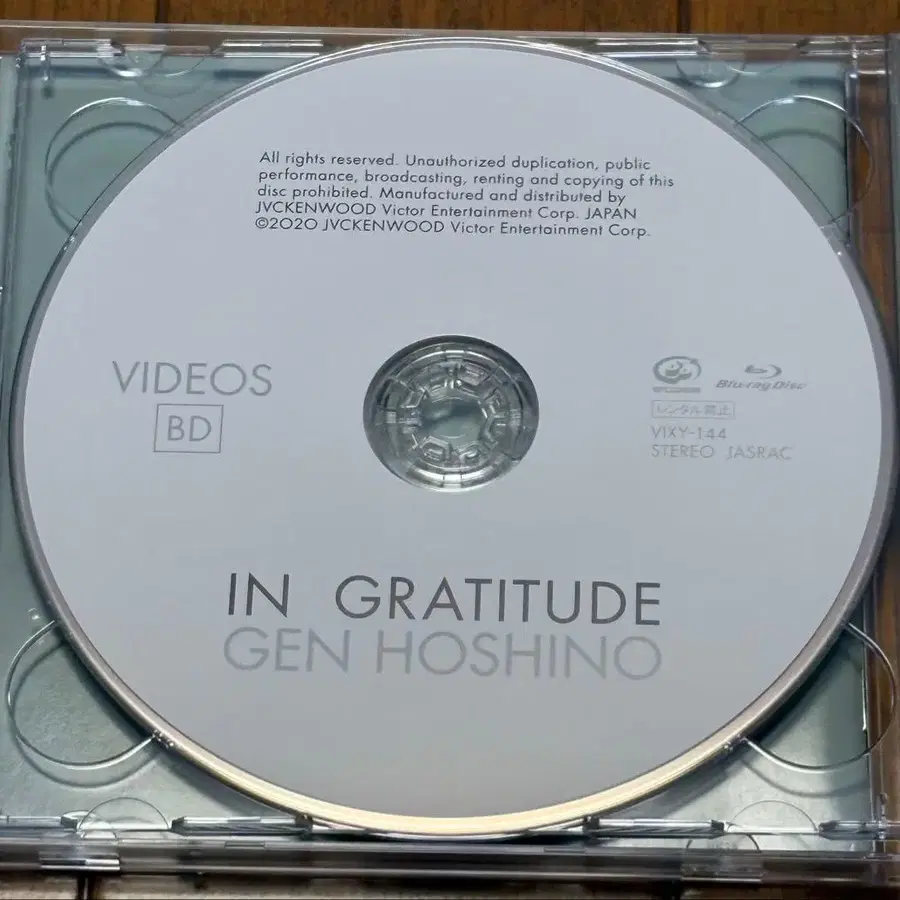 All rights reserved. Unauthorized duplication, public
performance, broadcasting, renting and copying of this
disc prohibited. Manufactured and distributed by
JVCKENWOOD Victor Entertainment Corp. JAPAN
©2020 JVCKENWOOD Victor Entertainment Corp.
VIDEOS
BD
Blu-ray Disc
レンタル禁止
VIXY-144
STEREO JASRAC
IN GRATITUDE
GEN HOSHINO